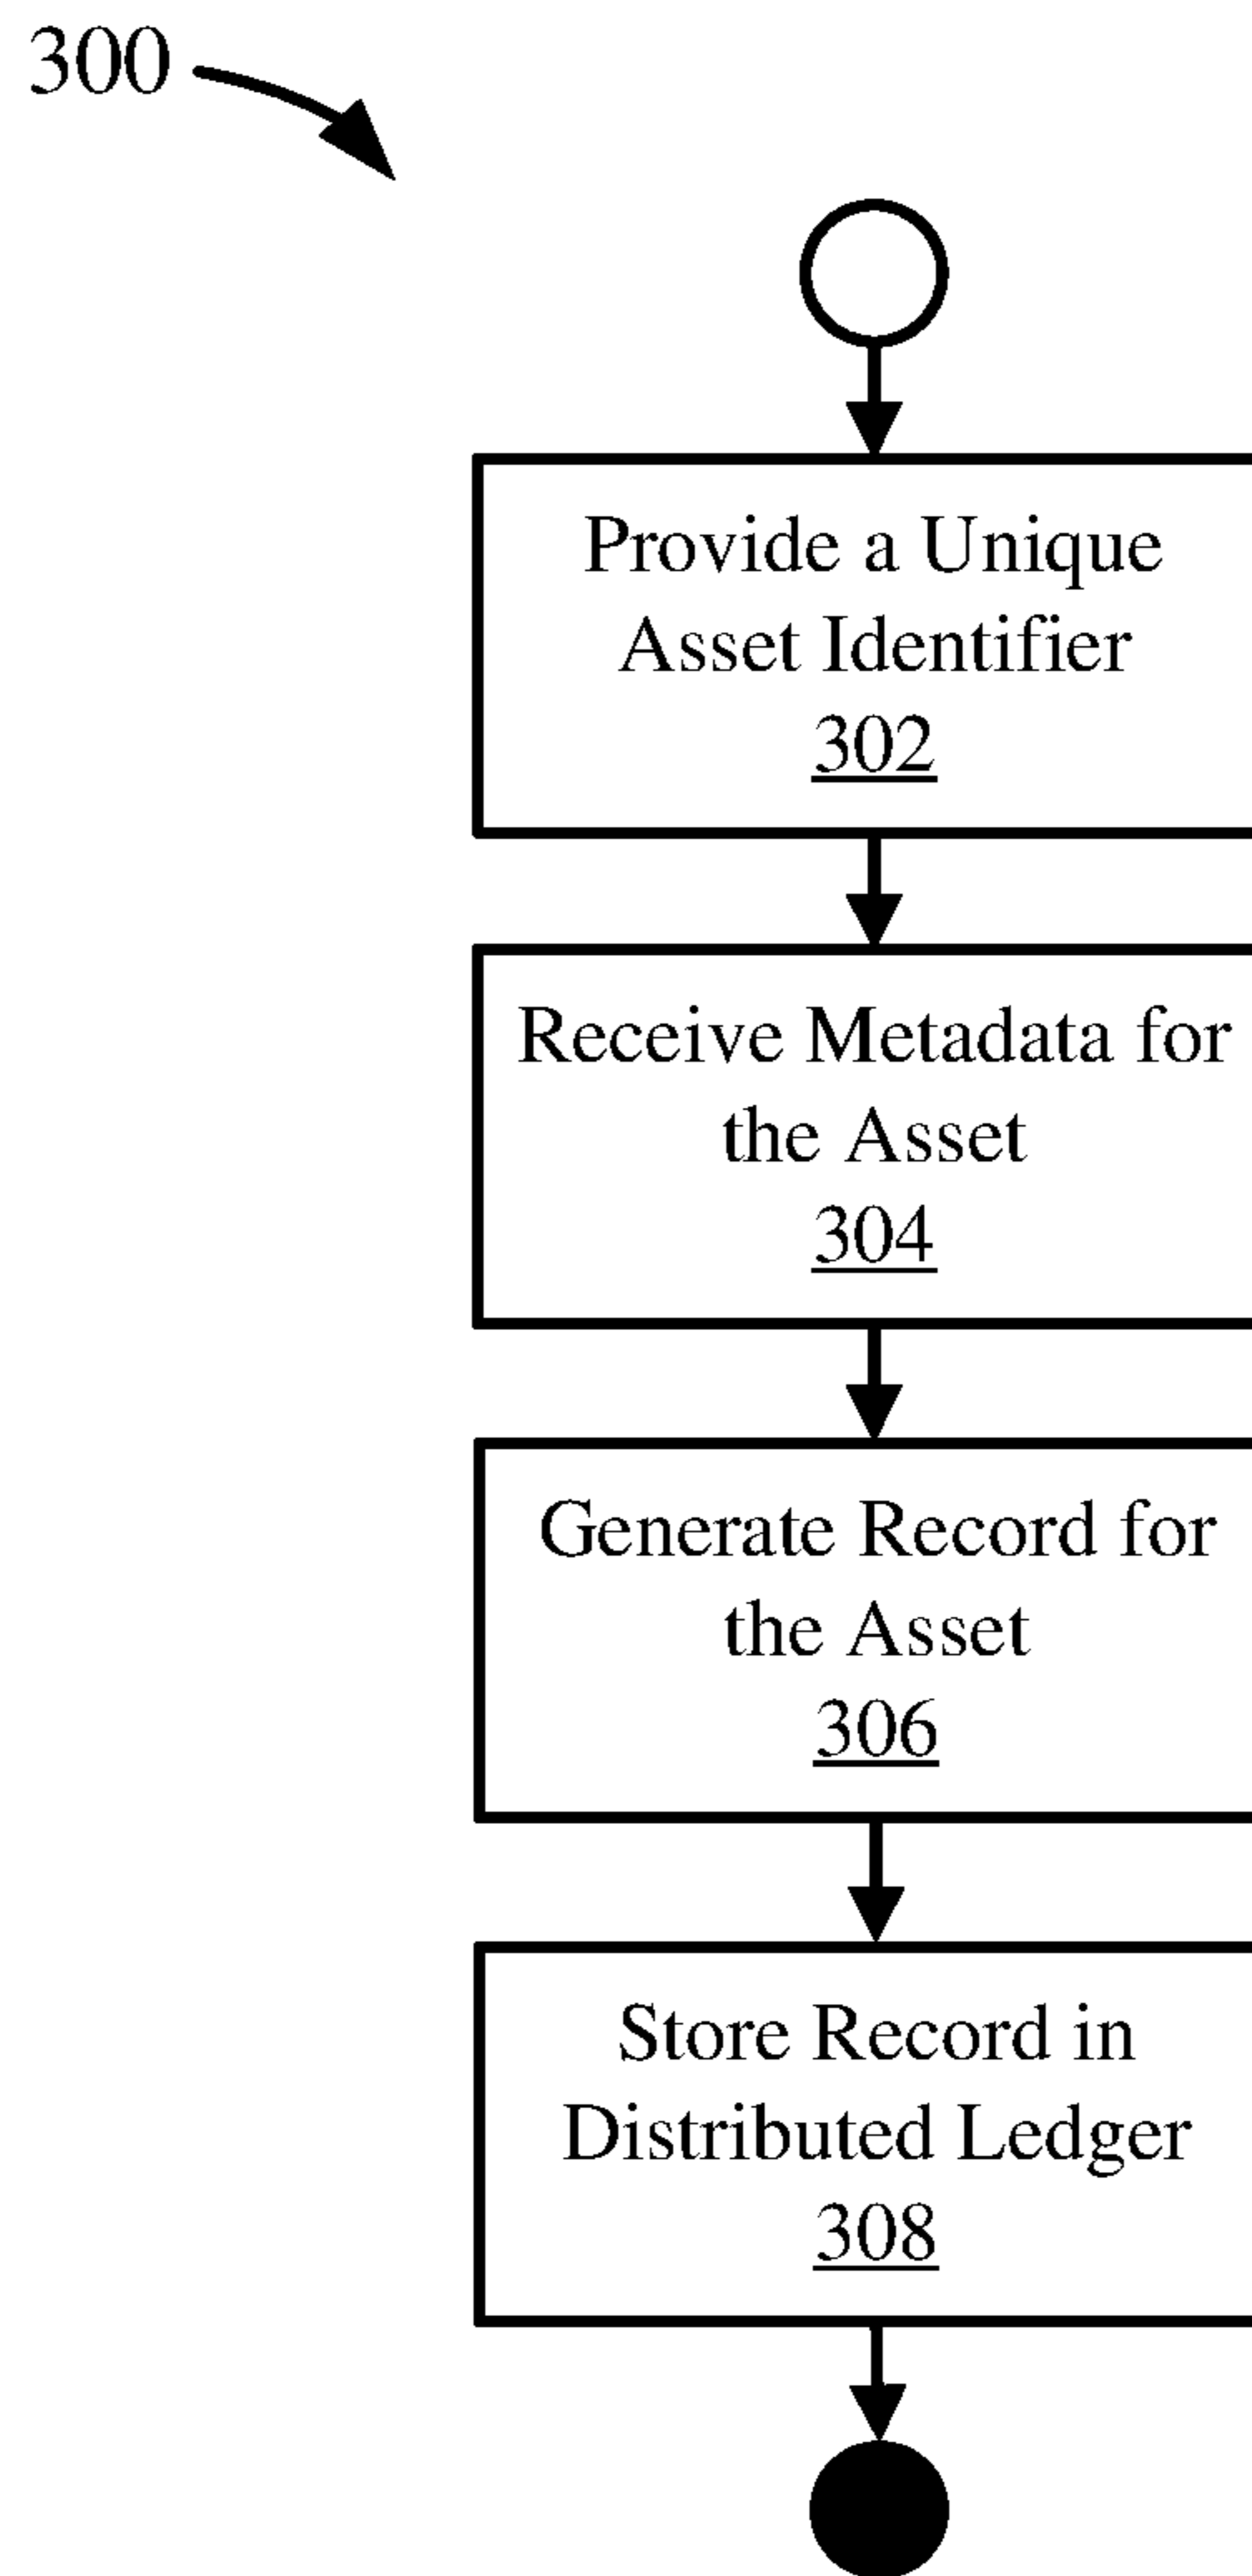 300
Provide a Unique
Asset Identifier
302
Receive Metadata for
the Asset
304
Generate Record for
the Asset
306
Store Record in
Distributed Ledger
308